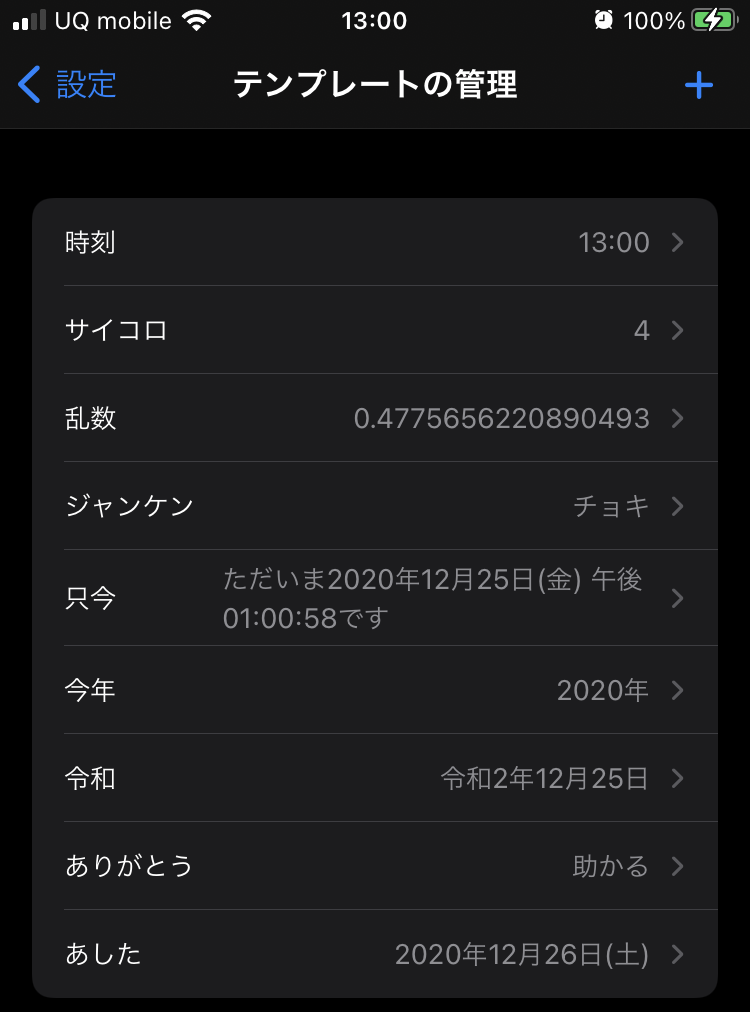 UQ mobile 13:00 100%
設定 テンプレートの管理 +
時刻 13:00
サイコロ 4
乱数 0.4775656220890493
ジャンケン チョキ
只今 ただいま2020年12月25日(金) 午後
01:00:58です
今年 2020年
令和 令和2年12月25日
ありがとう 助かる
あした 2020年12月26日(土)